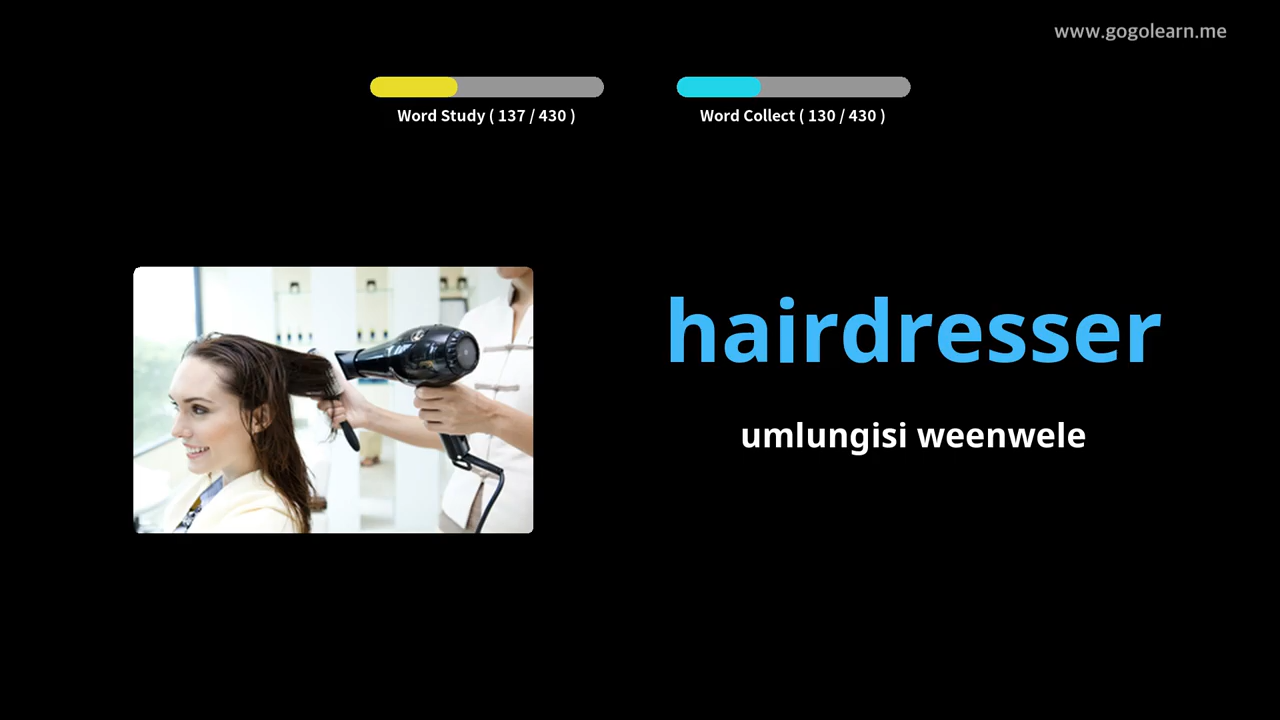 www.gogolearn.me
Word Study ( 137 / 430 )
Word Collect ( 130 / 430 )
hairdresser
umlungisi weenwele